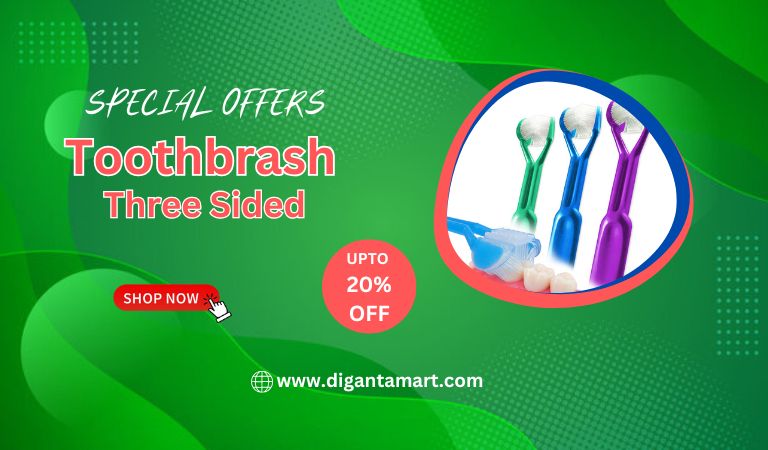 SPECIAL OFFERS
Toothbrash
Three Sided
UPTO
20%
OFF
SHOP NOW
www.digantamart.com